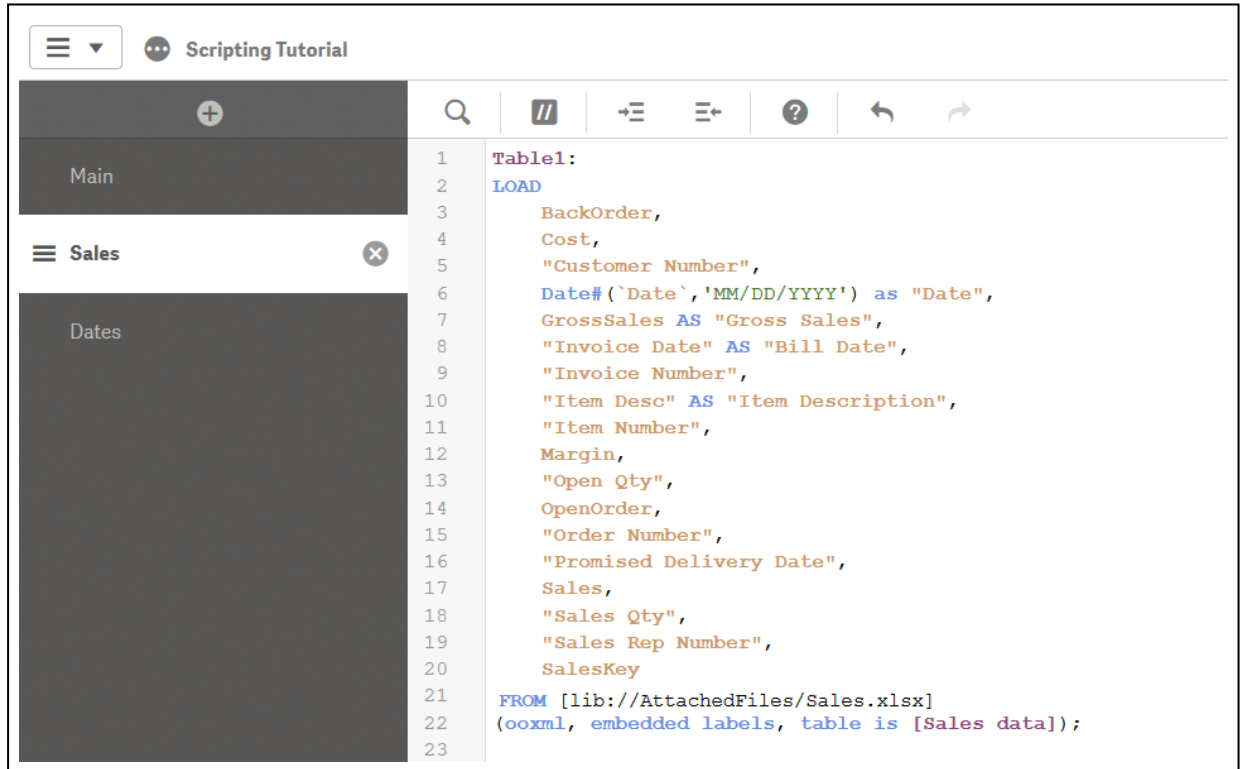 Scripting Tutorial
Main
Sales
Dates
1 Table1:
2 LOAD
3 BackOrder,
4 Cost,
5 "Customer Number",
6 Date#(`Date`,'MM/DD/YYYY') as "Date",
7 GrossSales AS "Gross Sales",
8 "Invoice Date" AS "Bill Date",
9 "Invoice Number",
10 "Item Desc" AS "Item Description",
11 "Item Number",
12 Margin,
13 "Open Qty",
14 OpenOrder,
15 "Order Number",
16 "Promised Delivery Date",
17 Sales,
18 "Sales Qty",
19 "Sales Rep Number",
20 SalesKey
21 FROM [lib://AttachedFiles/Sales.xlsx]
22 (ooxml, embedded labels, table is [Sales data]);
23